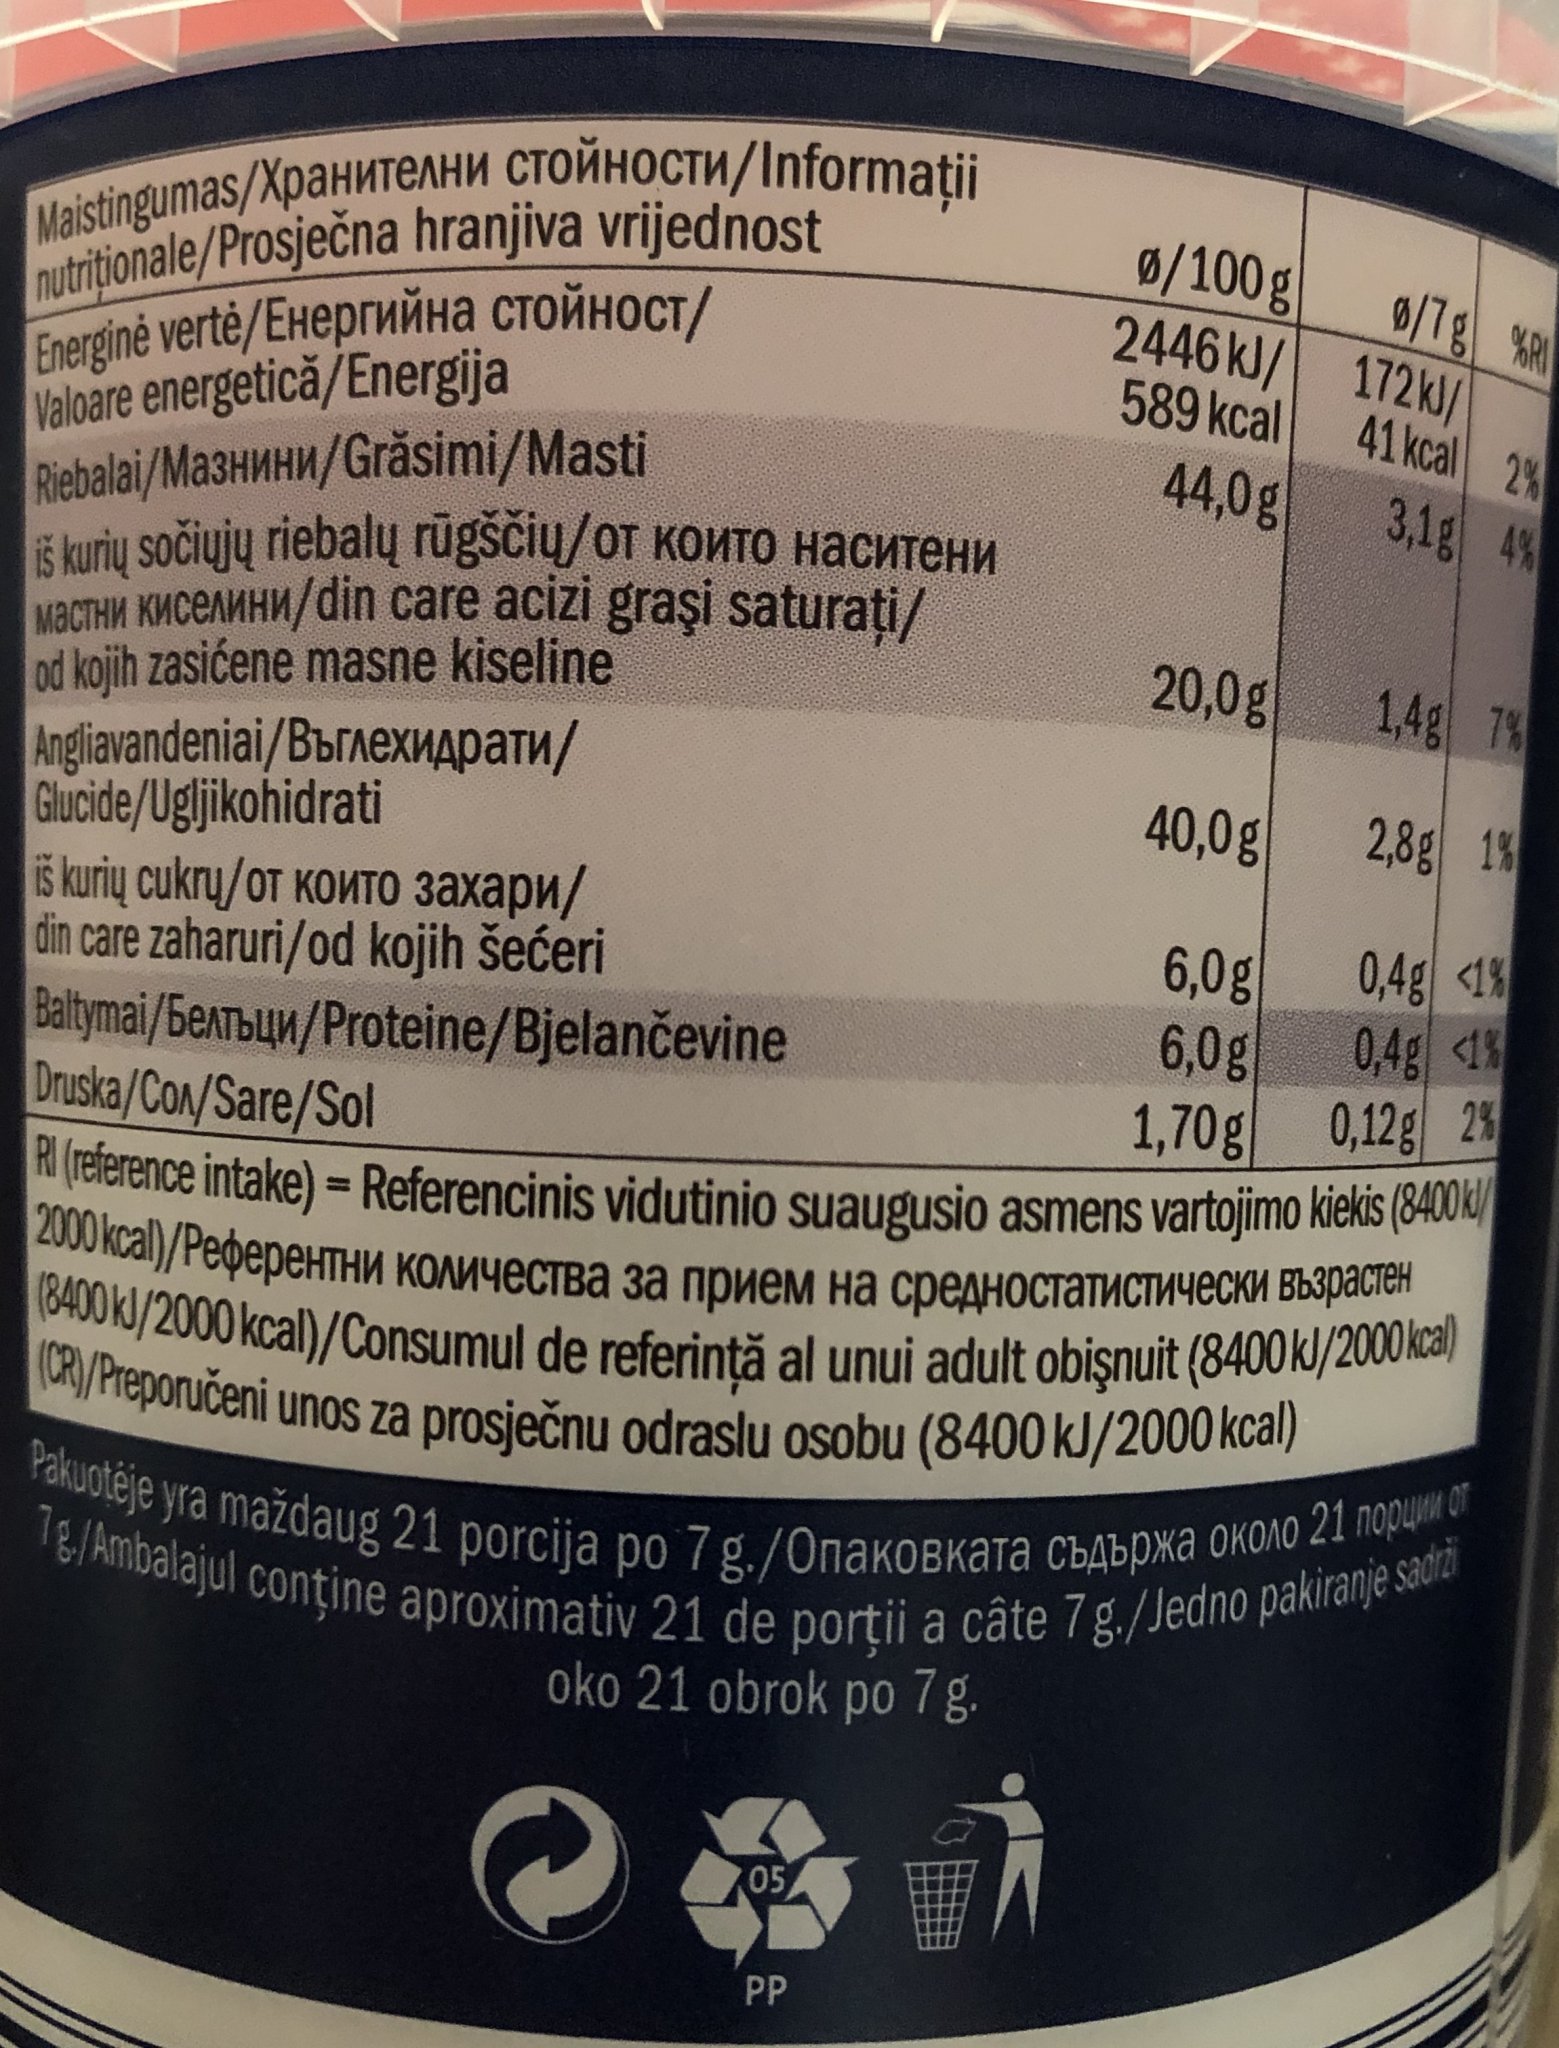 Maistingumas/Хранителни стойности/Informaţii
nutriţionale/Prosječna hranjiva vrijednost
ø/100g ø/7g %RI
Energinė vertė/Енергийна стойност/
Valoare energetică/Energija
2446 kJ/ 172 kJ/
589 kcal 41 kcal 2%
Riebalai/Мазнини/Grăsimi/Masti 44,0g 3,1g 4%
iš kurių sočiųjų riebalų rūgščių/от които наситени
мастни киселини/din care acizi graşi saturaţi/
od kojih zasićene masne kiseline 20,0g 1,4g 7%
Angliavandeniai/Въглехидрати/
Glucide/Ugljikohidrati 40,0g 2,8g 1%
iš kurių cukrų/от които захари/
din care zaharuri/od kojih šećeri 6,0g 0,4g <1%
Baltymai/Белтъци/Proteine/Bjelančevine 6,0g 0,4g <1%
Druska/Сол/Sare/Sol 1,70g 0,12g 2%
RI (reference intake) = Referencinis vidutinio suaugusio asmens vartojimo kiekis (8400 kJ/
2000 kcal)/Референтни количества за прием на средностатистически възрастен
(8400 kJ/2000 kcal)/Consumul de referinţă al unui adult obişnuit (8400 kJ/2000 kcal)
(CR)/Preporučeni unos za prosječnu odraslu osobu (8400 kJ/2000 kcal)
Pakuotėje yra maždaug 21 porcija po 7 g./Опаковката съдържа около 21 порции от
7 g./Ambalajul conţine aproximativ 21 de porţii a câte 7 g./Jedno pakiranje sadrži
oko 21 obrok po 7 g.
05
PP